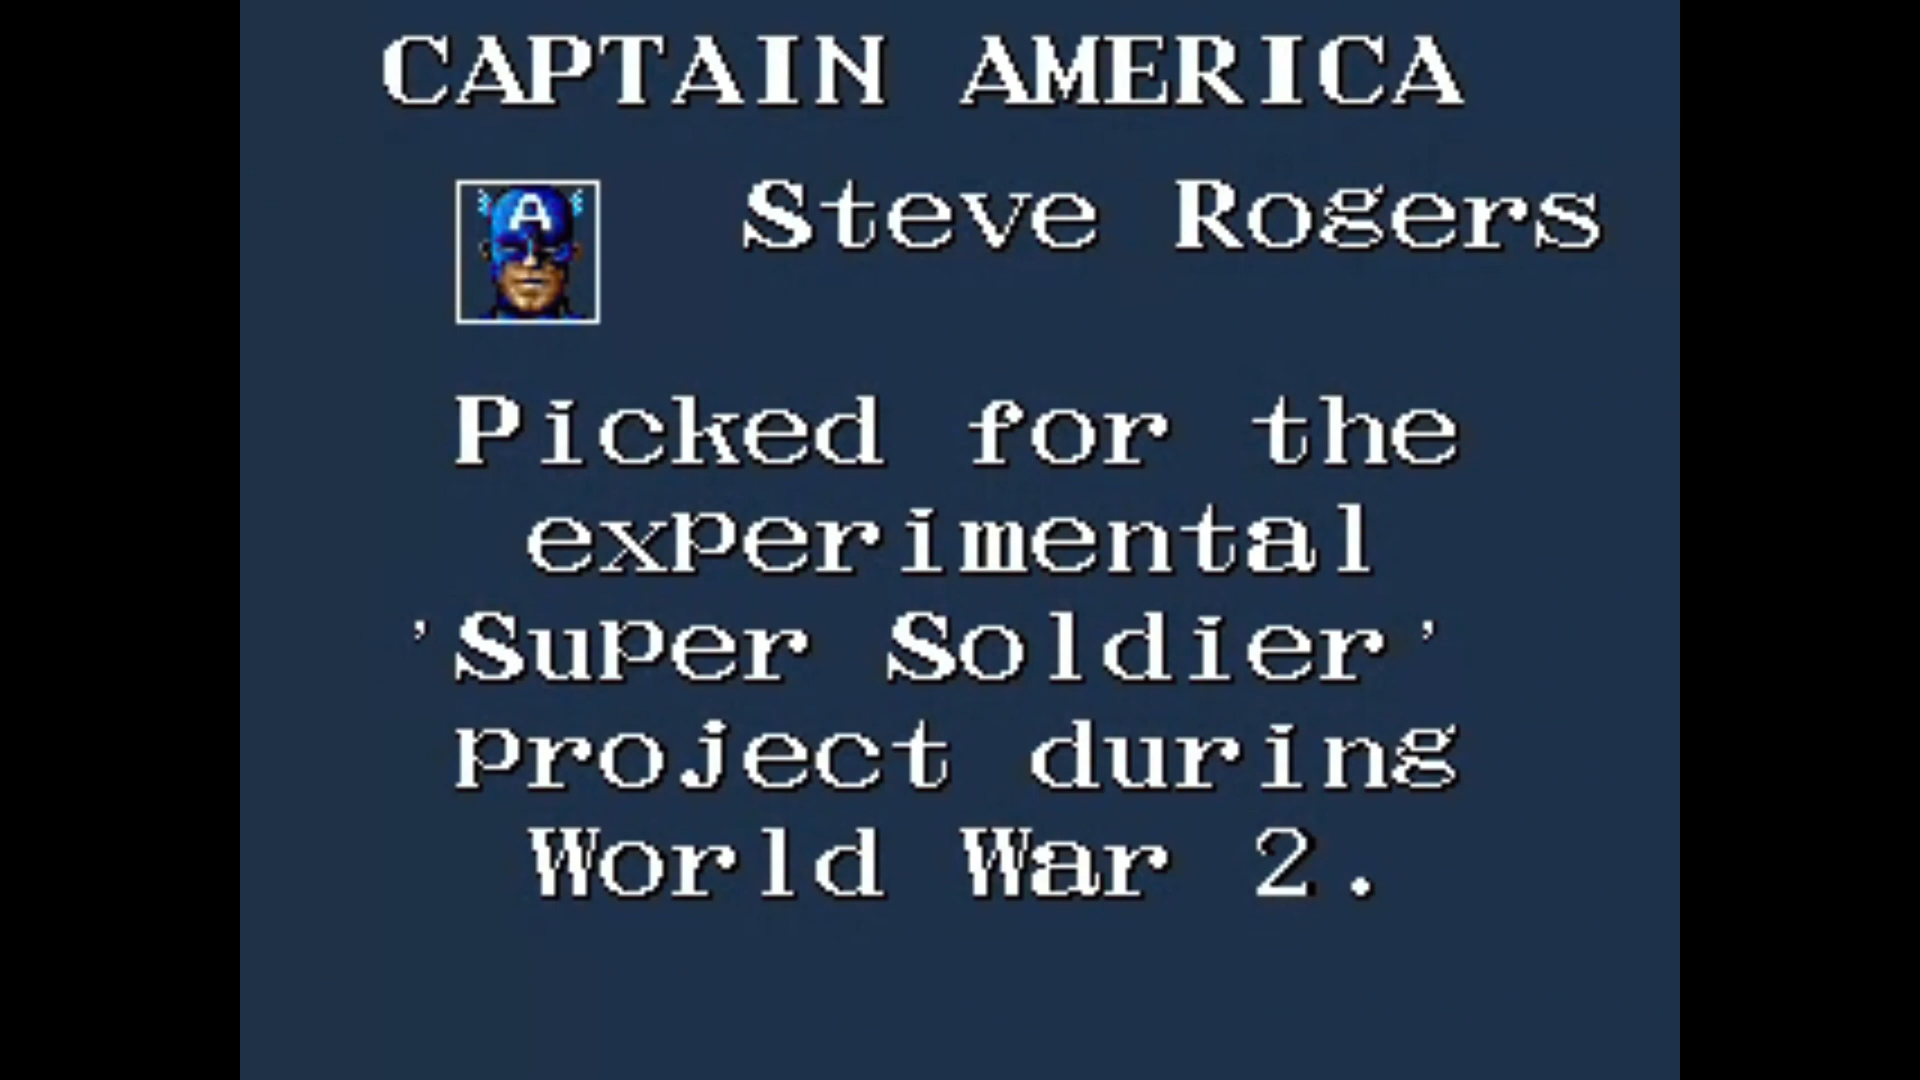 CAPTAIN AMERICA
A
Steve Rogers
Picked for the
experimental
'Super Soldier'
project during
World War 2.